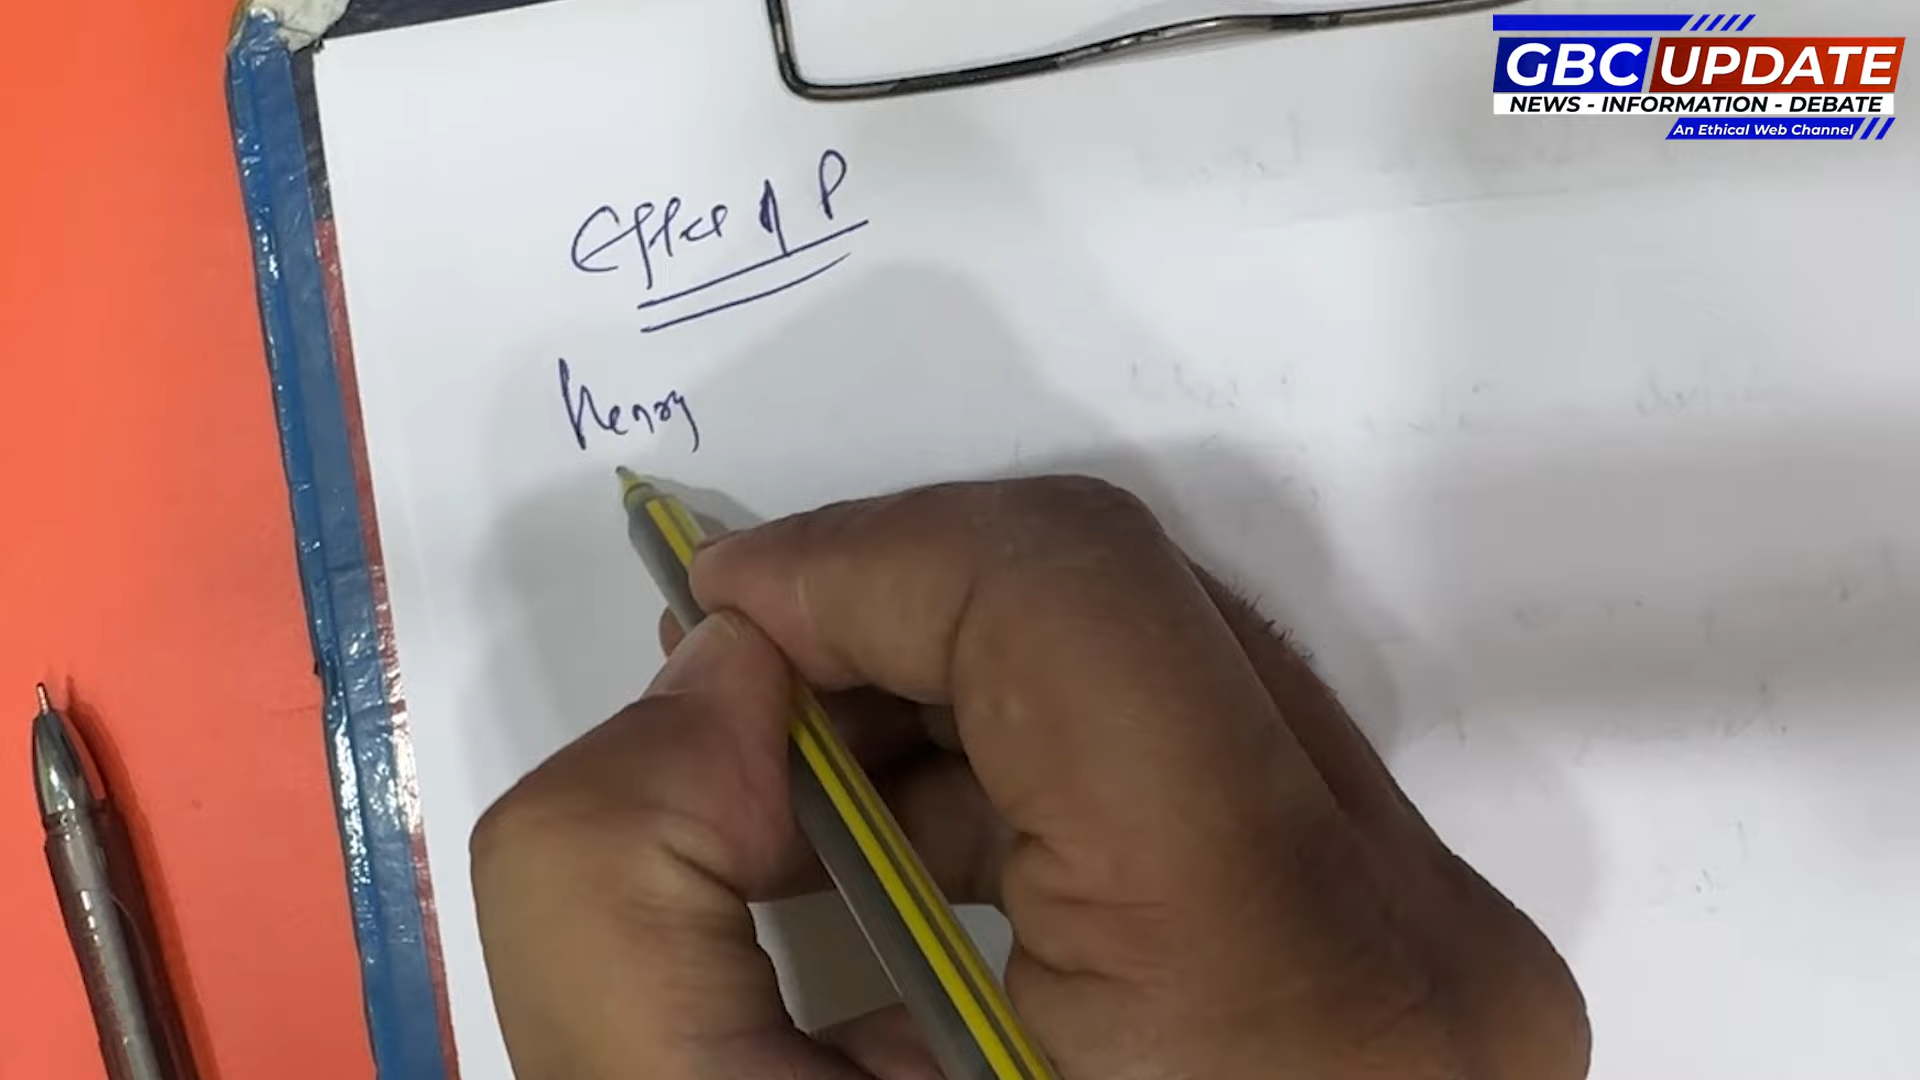 GBC UPDATE
NEWS - INFORMATION - DEBATE
An Ethical Web Channel
Effect of P
Henry